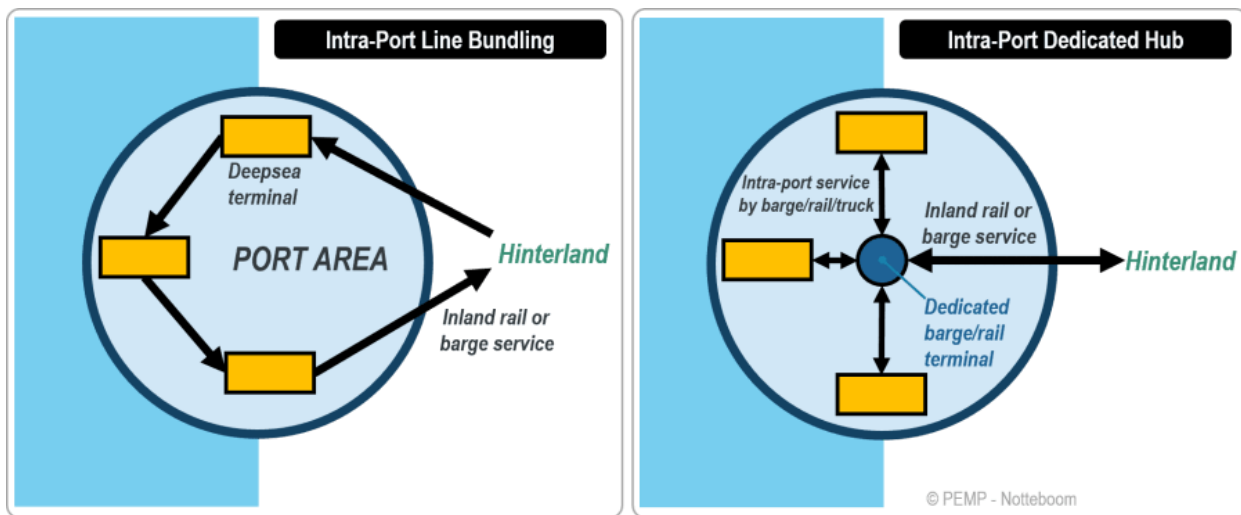 Intra-Port Line Bundling
Deepsea
terminal
PORT AREA
Hinterland
Inland rail or
barge service
Intra-Port Dedicated Hub
Intra-port service
by barge/rail/truck
Inland rail or
barge service
Hinterland
Dedicated
barge/rail
terminal
© PEMP - Notteboom